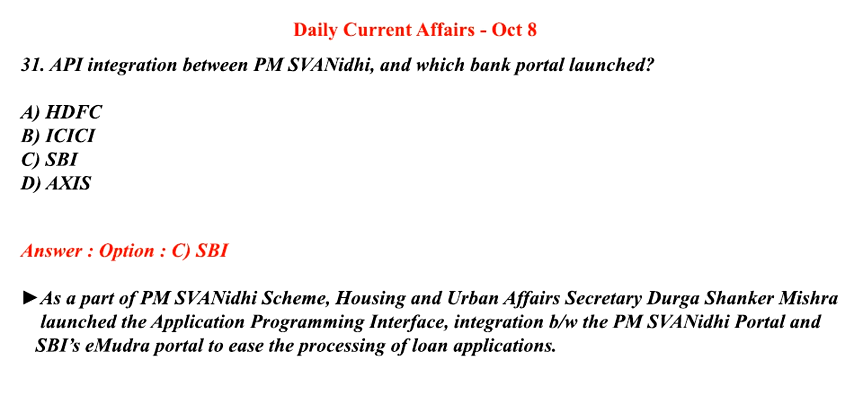 Daily Current Affairs - Oct 8
31. API integration between PM SVANidhi, and which bank portal launched?
A) HDFC
B) ICICI
C) SBI
D) AXIS
Answer : Option : C) SBI
►As a part of PM SVANidhi Scheme, Housing and Urban Affairs Secretary Durga Shanker Mishra
launched the Application Programming Interface, integration b/w the PM SVANidhi Portal and
SBI’s eMudra portal to ease the processing of loan applications.